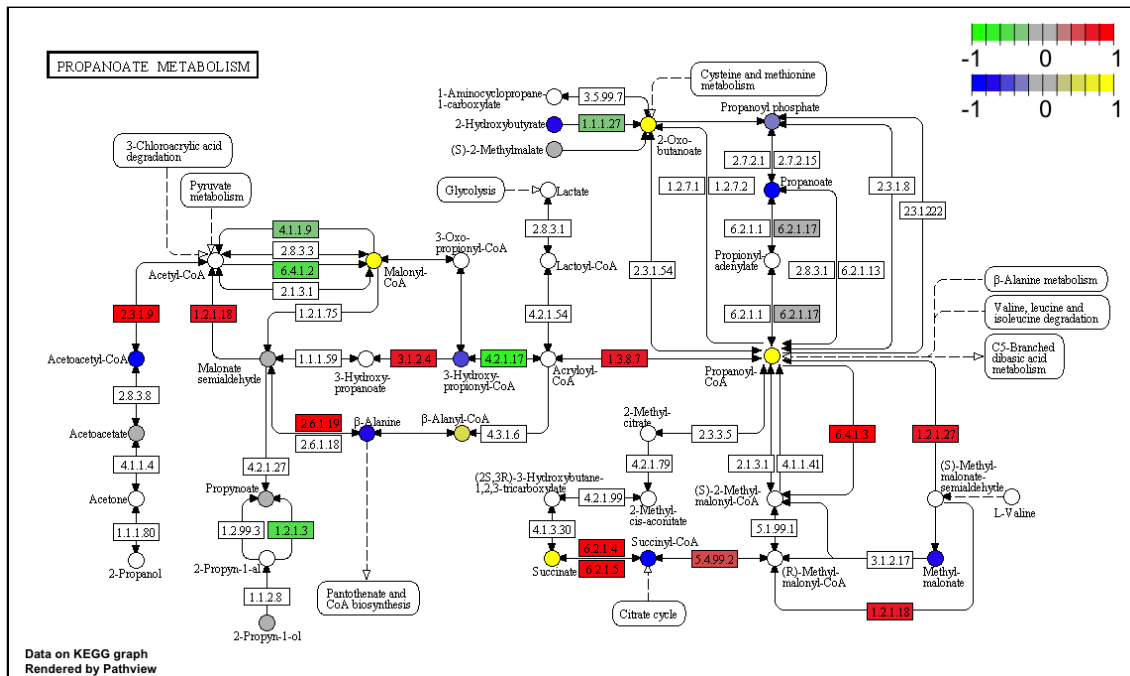 PROPANOATE METABOLISM
-1 0 1
-1 0 1
Cysteine and methionine
metabolism
1-Aminocyclopropane
1-carboxylate
3.5.99.7
Propanoyl phosphate
2-Hydroxybutyrate
1.1.1.27
2-Oxo-
butanoate
(S)-2-Methylmalate
3-Chloroacrylic acid
degradation
Pyruvate
metabolism
Glycolysis
Lactate
2.7.2.1
2.7.2.15
1.2.7.1
1.2.7.2
Propanoate
2.3.1.8
2.3.1.222
4.1.1.9
2.8.3.3
6.4.1.2
2.1.3.1
Acetyl-CoA
Malonyl-
CoA
3-Oxo-
propionyl-CoA
2.8.3.1
Lactoyl-CoA
6.2.1.1
6.2.1.17
Propionyl-
adenylate
2.3.1.54
2.8.3.1
6.2.1.13
β-Alanine metabolism
Valine, leucine and
isoleucine degradation
C5-Branched
dibasic acid
metabolism
2.3.1.9
1.2.1.18
1.2.1.75
4.2.1.54
6.2.1.1
6.2.1.17
Acetoacetyl-CoA
Malonate
semialdehyde
1.1.1.59
3-Hydroxy-
propanoate
3.1.2.4
3-Hydroxy-
propionyl-CoA
4.2.1.17
Acryloyl-
CoA
1.3.8.7
Propanoyl-
CoA
2.8.3.8
Acetoacetate
2.6.1.19
2.6.1.18
β-Alanine
β-Alanyl-CoA
4.3.1.6
2-Methyl-
citrate
2.3.3.5
6.4.1.3
1.2.1.27
4.1.1.4
Acetone
4.2.1.27
Propynoate
4.2.1.79
2.1.3.1
4.1.1.41
(2S,3R)-3-Hydroxybutane-
1,2,3-tricarboxylate
4.2.1.99
2-Methyl-
cis-aconitate
(S)-2-Methyl-
malonyl-CoA
(S)-Methyl-
malonate-
semialdehyde
L-Valine
1.1.1.80
2-Propanol
1.2.99.3
1.2.1.3
4.1.3.30
5.1.99.1
2-Propyn-1-al
Succinate
6.2.1.4
6.2.1.5
Succinyl-CoA
5.4.99.2
(R)-Methyl-
malonyl-CoA
3.1.2.17
Methyl-
malonate
1.1.2.8
Pantothenate and
CoA biosynthesis
Citrate cycle
1.2.1.18
2-Propyn-1-ol
Data on KEGG graph
Rendered by Pathview